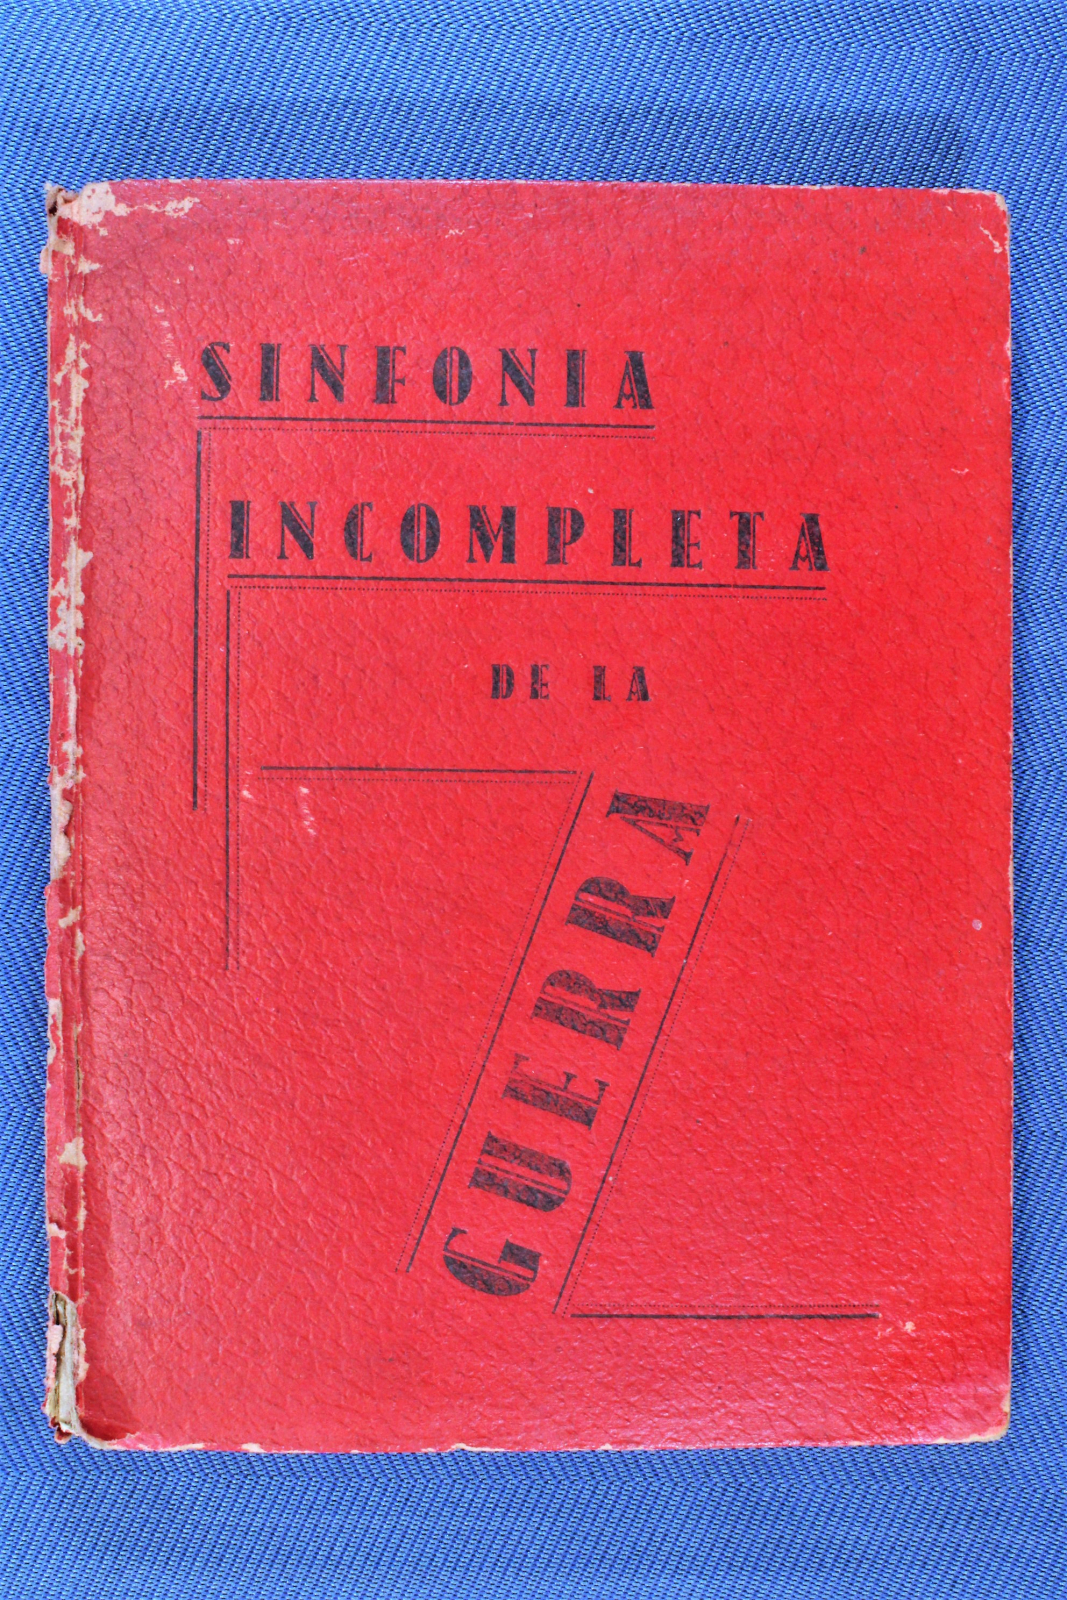 SINFONIA
INCOMPLETA
DE LA
GUERRA